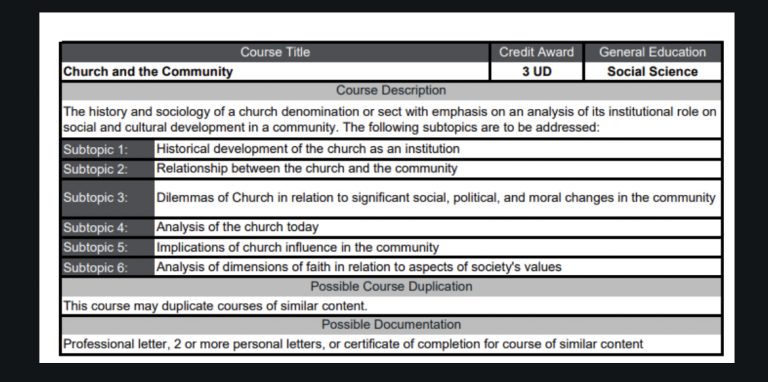 Course Title Credit Award General Education
Church and the Community 3 UD Social Science
Course Description
The history and sociology of a church denomination or sect with emphasis on an analysis of its institutional role on
social and cultural development in a community. The following subtopics are to be addressed:
Subtopic 1: Historical development of the church as an institution
Subtopic 2: Relationship between the church and the community
Subtopic 3: Dilemmas of Church in relation to significant social, political, and moral changes in the community
Subtopic 4: Analysis of the church today
Subtopic 5: Implications of church influence in the community
Subtopic 6: Analysis of dimensions of faith in relation to aspects of society's values
Possible Course Duplication
This course may duplicate courses of similar content.
Possible Documentation
Professional letter, 2 or more personal letters, or certificate of completion for course of similar content